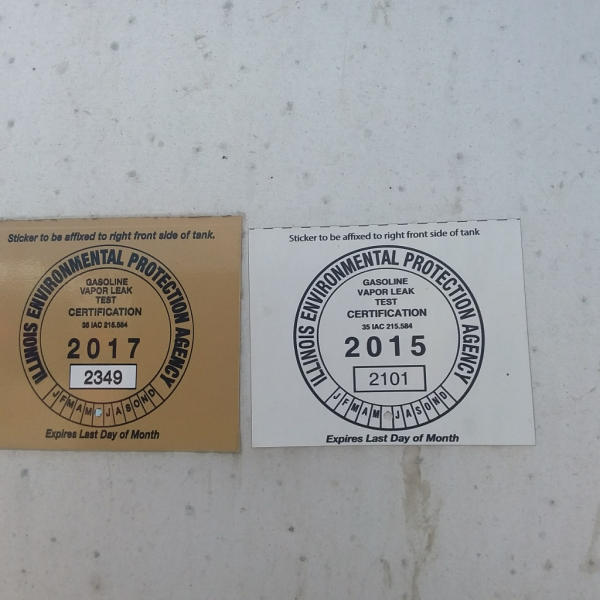 Sticker to be affixed to right front side of tank.
ILLINOIS ENVIRONMENTAL PROTECTION AGENCY
GASOLINE
VAPOR LEAK
TEST
CERTIFICATION
35 IAC 215.584
2017
2349
J F M A M J A S O N D
Expires Last Day of Month
Sticker to be affixed to right front side of tank
ILLINOIS ENVIRONMENTAL PROTECTION AGENCY
GASOLINE
VAPOR LEAK
TEST
CERTIFICATION
35 IAC 215.584
2015
2101
J F M A M J A S O N D
Expires Last Day of Month